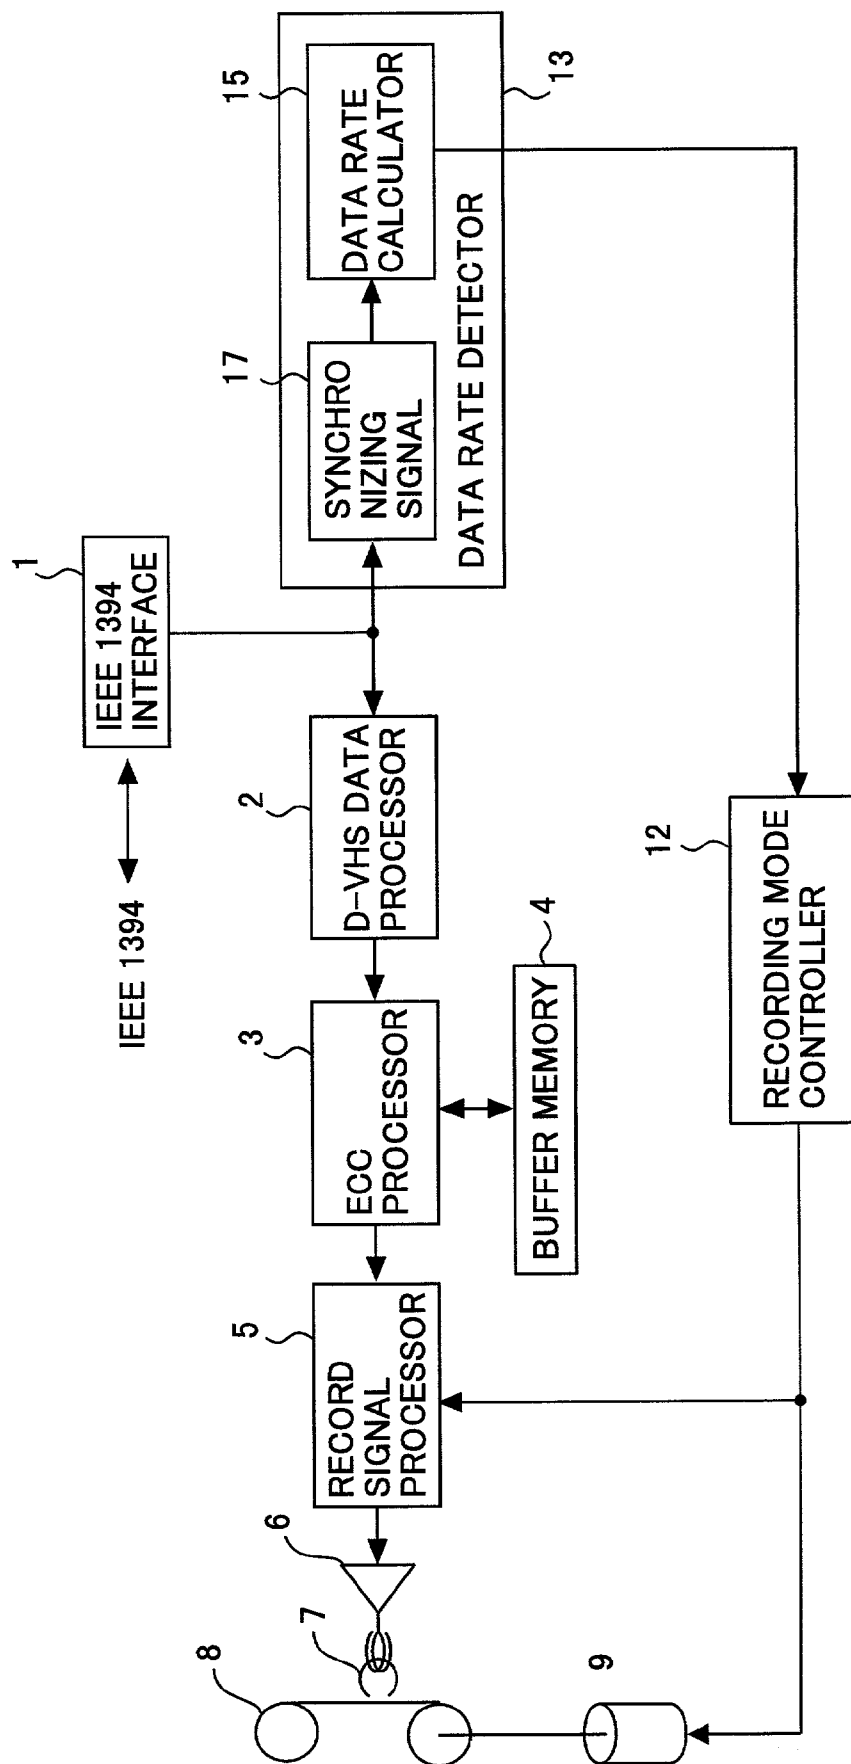 1
IEEE 1394
IEEE 1394
INTERFACE
8
7
6
5
RECORD
SIGNAL
PROCESSOR
3
ECC
PROCESSOR
2
D-VHS DATA
PROCESSOR
17
SYNCHRO
NIZING
SIGNAL
15
DATA RATE
CALCULATOR
DATA RATE DETECTOR
13
BUFFER MEMORY
4
9
12
RECORDING MODE
CONTROLLER